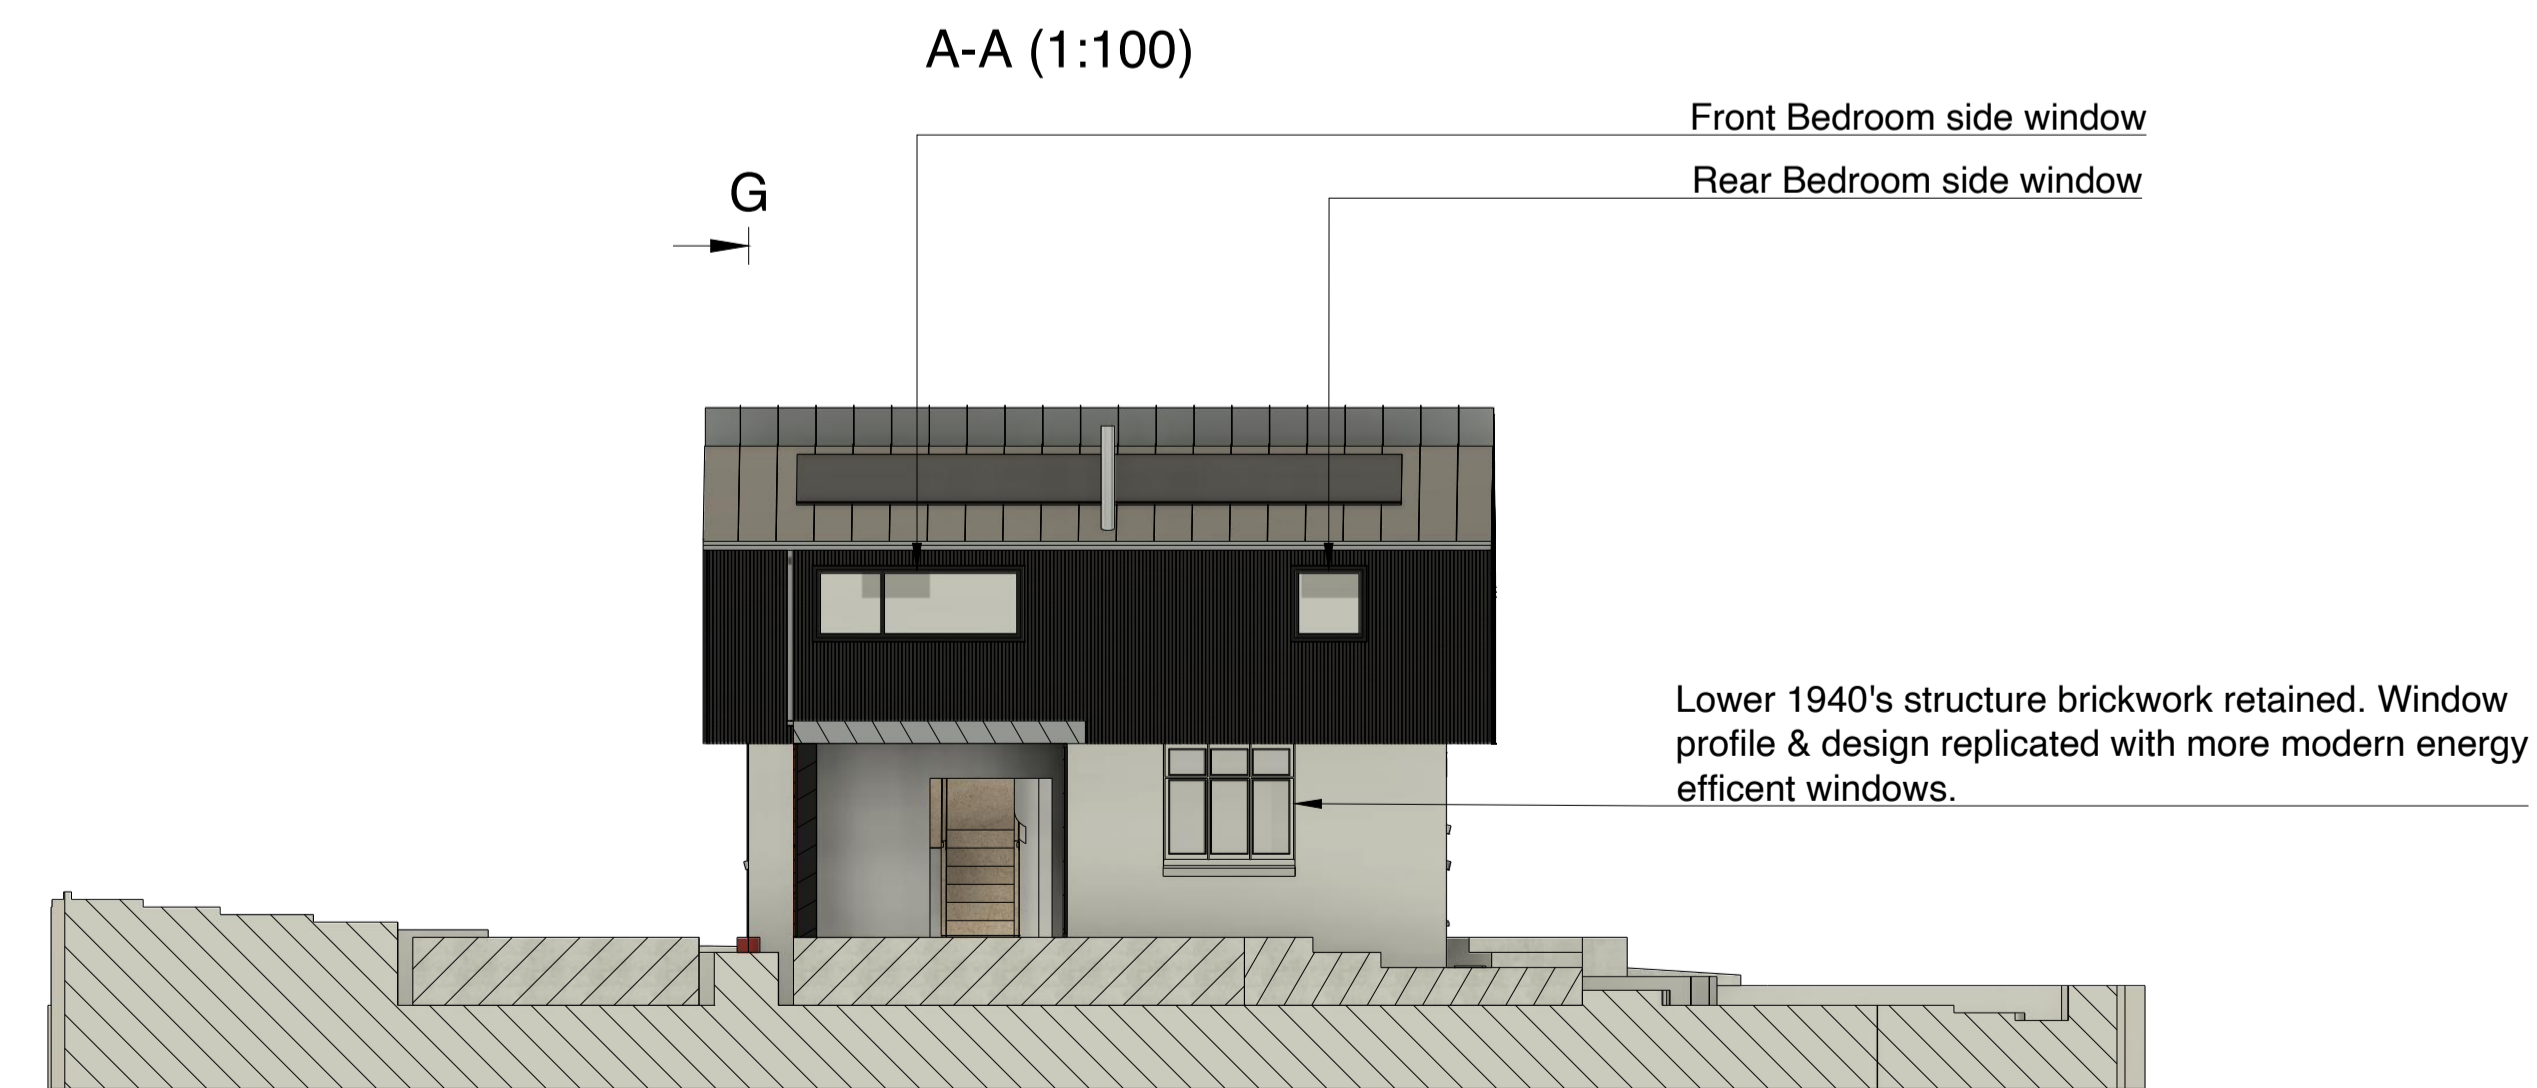 A-A (1:100)
Front Bedroom side window
Rear Bedroom side window
G
Lower 1940's structure brickwork retained. Window
profile & design replicated with more modern energy
efficent windows.